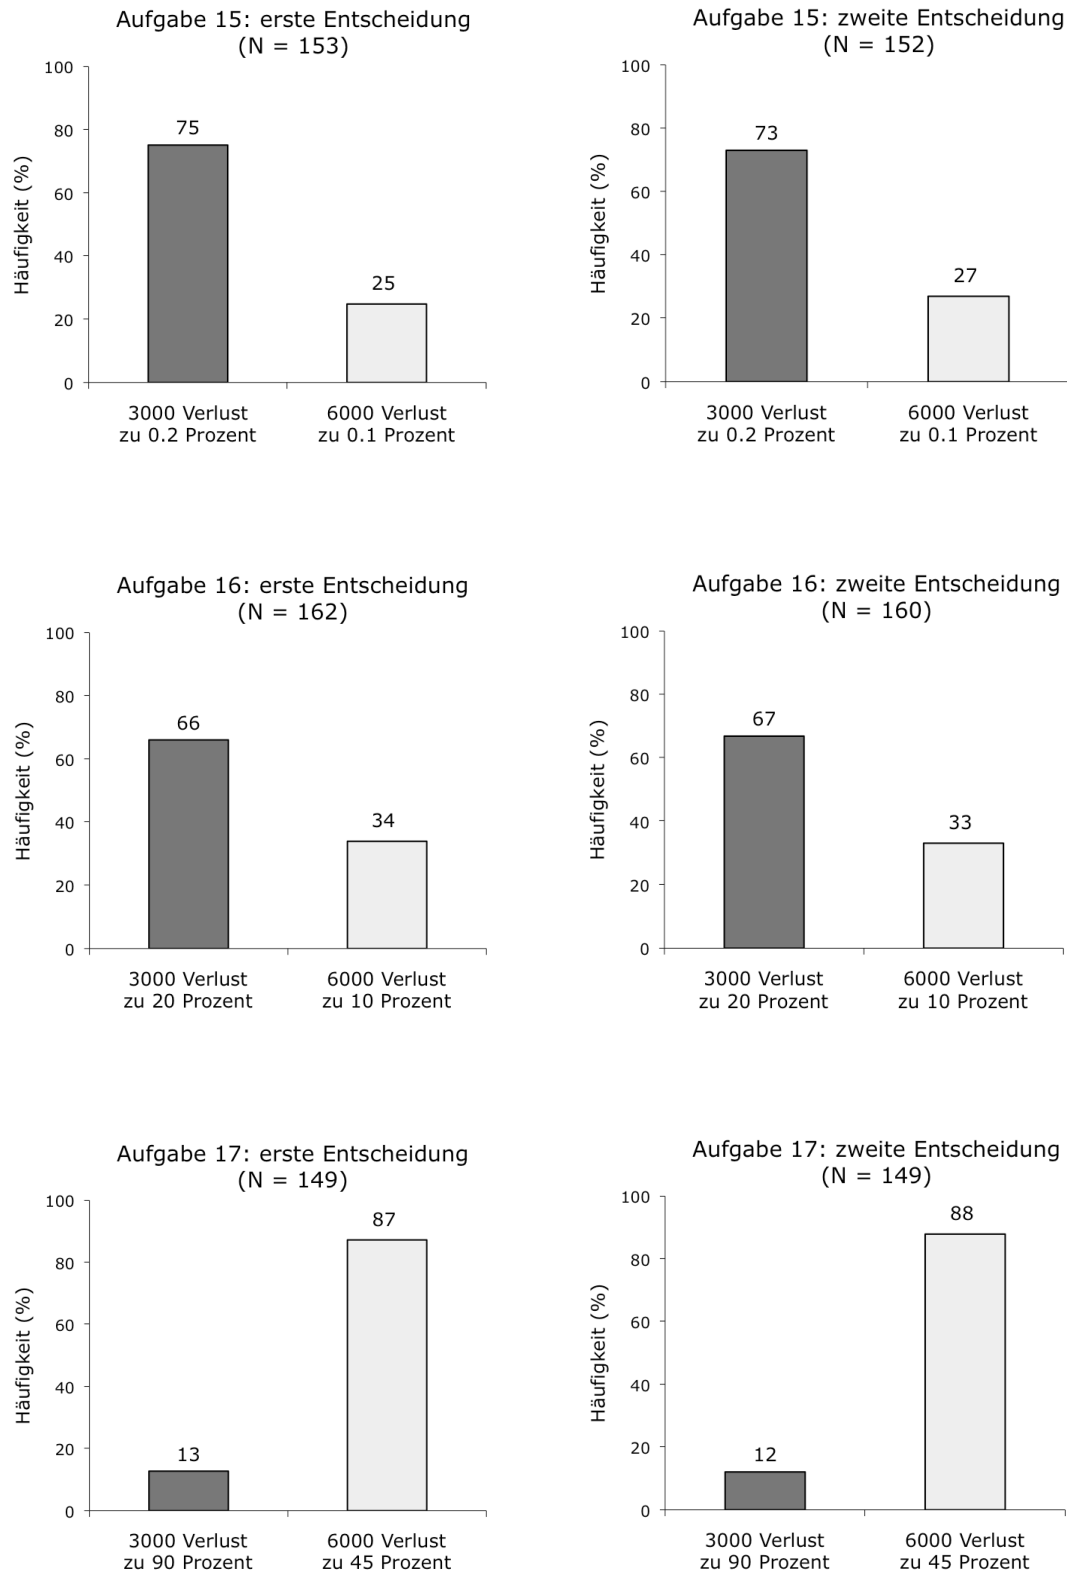 Aufgabe 15: erste Entscheidung
(N = 153)
100
80
60
40
20
0
Häufigkeit (%)
75
25
3000 Verlust
zu 0.2 Prozent
6000 Verlust
zu 0.1 Prozent
Aufgabe 15: zweite Entscheidung
(N = 152)
100
80
60
40
20
0
Häufigkeit (%)
73
27
3000 Verlust
zu 0.2 Prozent
6000 Verlust
zu 0.1 Prozent
Aufgabe 16: erste Entscheidung
(N = 162)
100
80
60
40
20
0
Häufigkeit (%)
66
34
3000 Verlust
zu 20 Prozent
6000 Verlust
zu 10 Prozent
Aufgabe 16: zweite Entscheidung
(N = 160)
100
80
60
40
20
0
Häufigkeit (%)
67
33
3000 Verlust
zu 20 Prozent
6000 Verlust
zu 10 Prozent
Aufgabe 17: erste Entscheidung
(N = 149)
100
80
60
40
20
0
Häufigkeit (%)
13
87
3000 Verlust
zu 90 Prozent
6000 Verlust
zu 45 Prozent
Aufgabe 17: zweite Entscheidung
(N = 149)
100
80
60
40
20
0
Häufigkeit (%)
12
88
3000 Verlust
zu 90 Prozent
6000 Verlust
zu 45 Prozent